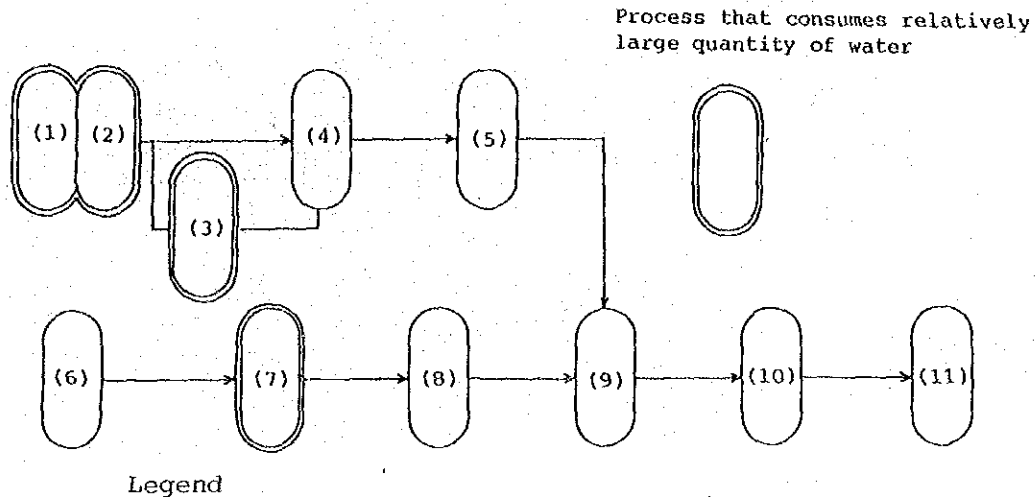 Process that consumes relatively
large quantity of water
(1) (2) (4) (5)
(3)
(6) (7) (8) (9) (10) (11)
Legend